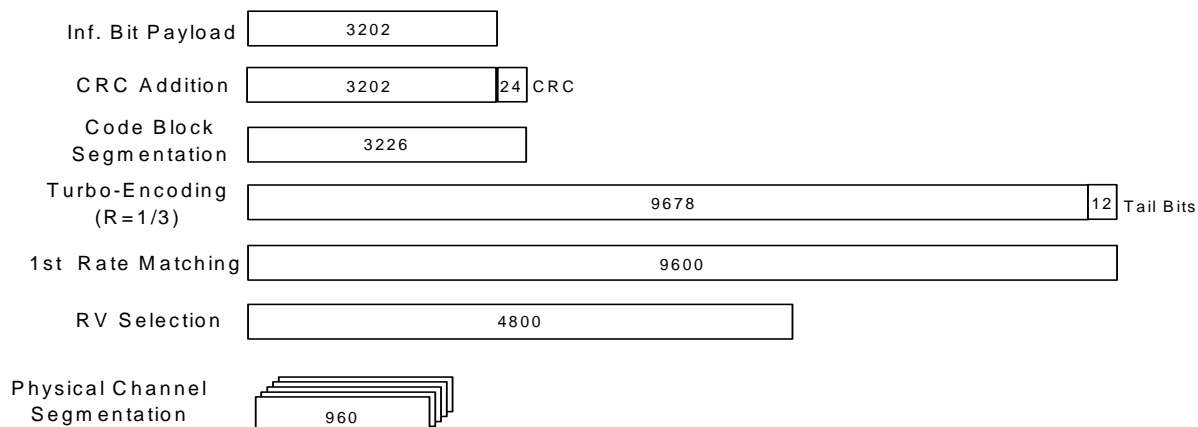 Inf. Bit Payload 3202
CRC Addition 3202 24 CRC
Code Block
Segmentation 3226
Turbo-Encoding
(R=1/3) 9678 12 Tail Bits
1st Rate Matching 9600
RV Selection 4800
Physical Channel
Segmentation 960